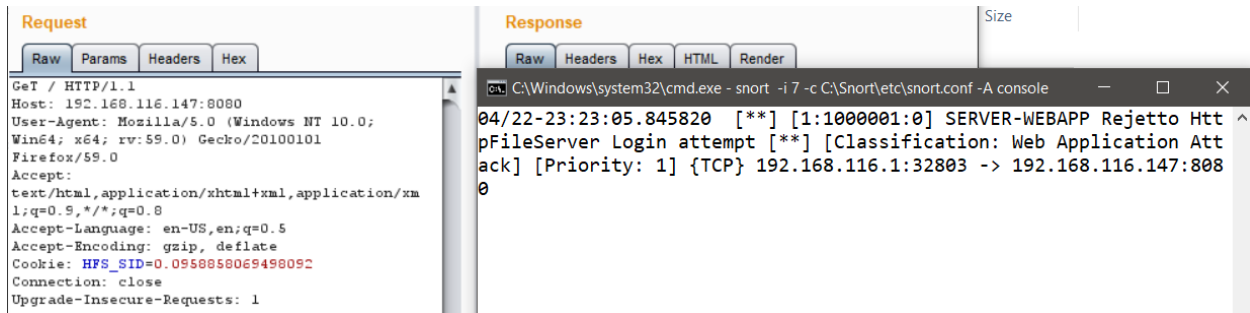 Request
Raw Params Headers Hex
GeT / HTTP/1.1
Host: 192.168.116.147:8080
User-Agent: Mozilla/5.0 (Windows NT 10.0;
Win64; x64; rv:59.0) Gecko/20100101
Firefox/59.0
Accept:
text/html,application/xhtml+xml,application/xm
l;q=0.9,*/*;q=0.8
Accept-Language: en-US,en;q=0.5
Accept-Encoding: gzip, deflate
Cookie: HFS_SID=0.0958858069498092
Connection: close
Upgrade-Insecure-Requests: 1
Response
Raw Headers Hex HTML Render
Size
C:\Windows\system32\cmd.exe - snort -i 7 -c C:\Snort\etc\snort.conf -A console
04/22-23:23:05.845820 [**] [1:1000001:0] SERVER-WEBAPP Rejetto Htt
pFileServer Login attempt [**] [Classification: Web Application Att
ack] [Priority: 1] {TCP} 192.168.116.1:32803 -> 192.168.116.147:808
0